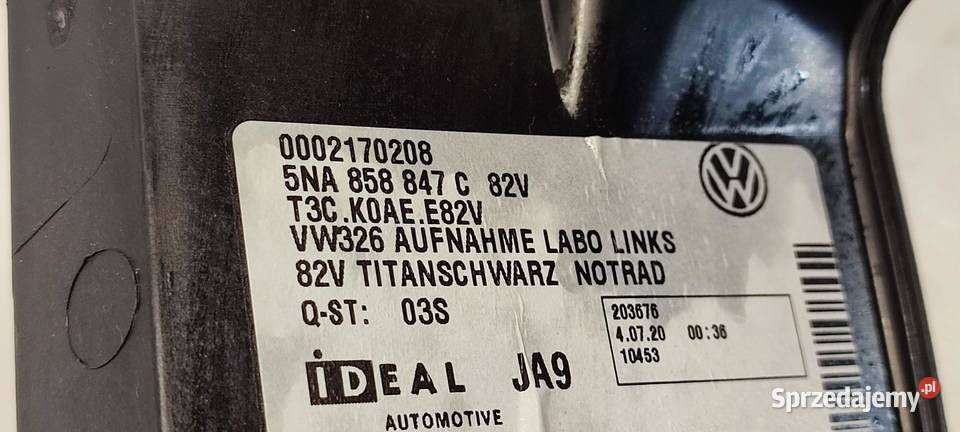 0002170208
5NA 858 847 C 82V
T3C.K0AE.E82V
VW326 AUFNAHME LABO LINKS
82V TITANSCHWARZ NOTRAD
Q-ST: 03S
203676
4.07.20 00:36
10453
iDEAL JA9
AUTOMOTIVE
Sprzedajemy.pl